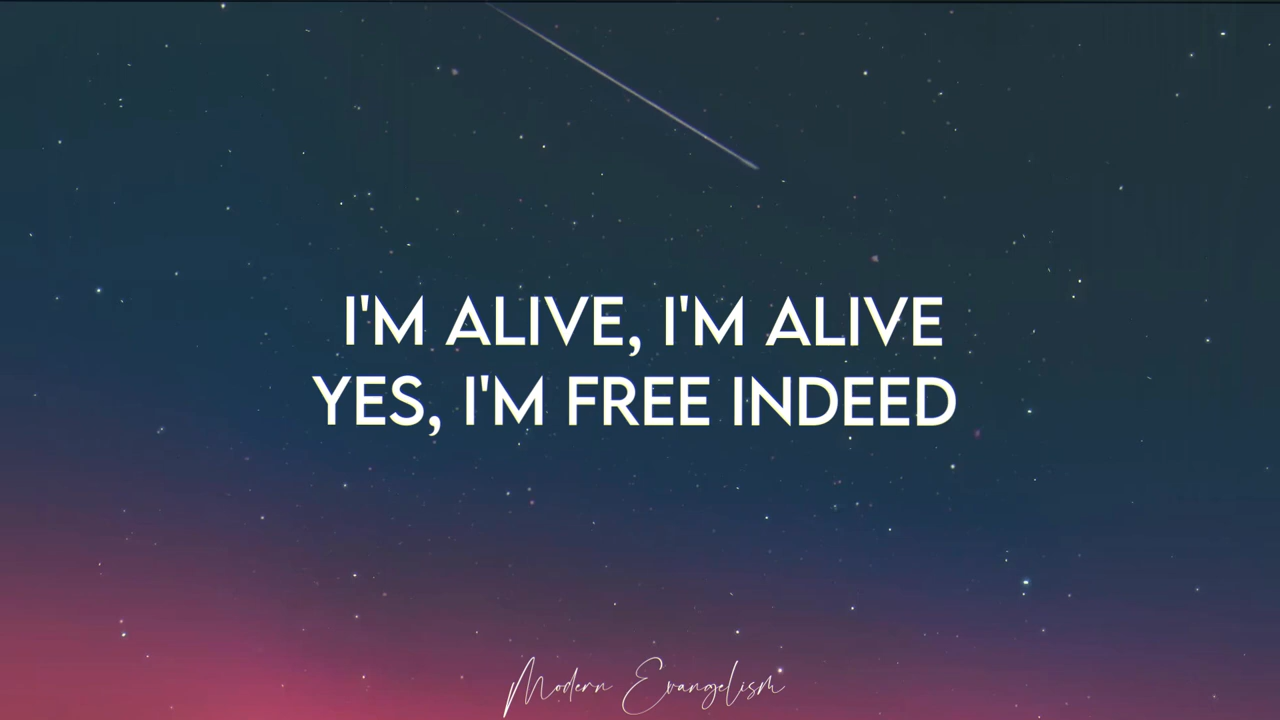 I'M ALIVE, I'M ALIVE
YES, I'M FREE INDEED
Modern Evangelism